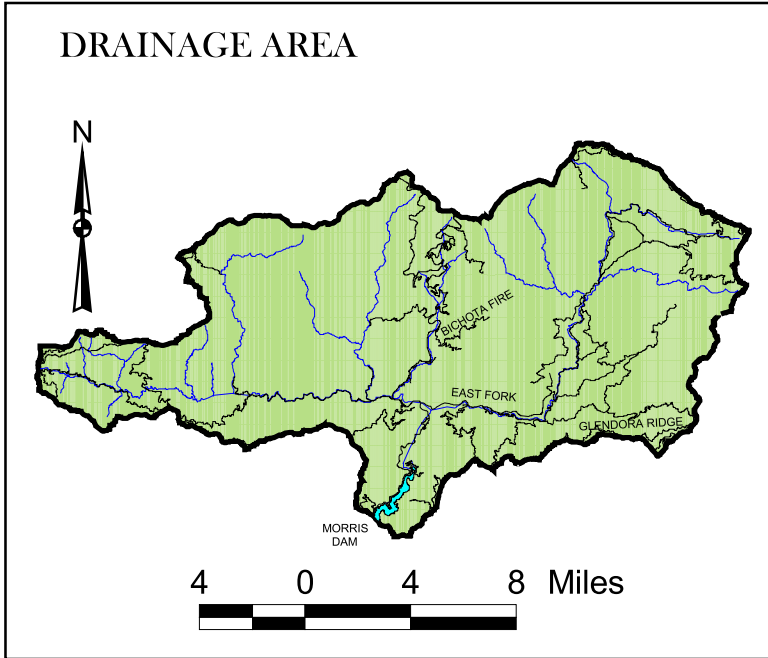 DRAINAGE AREA
N
BICHOTA FIRE
EAST FORK
GLENDORA RIDGE
MORRIS
DAM
4 0 4 8 Miles